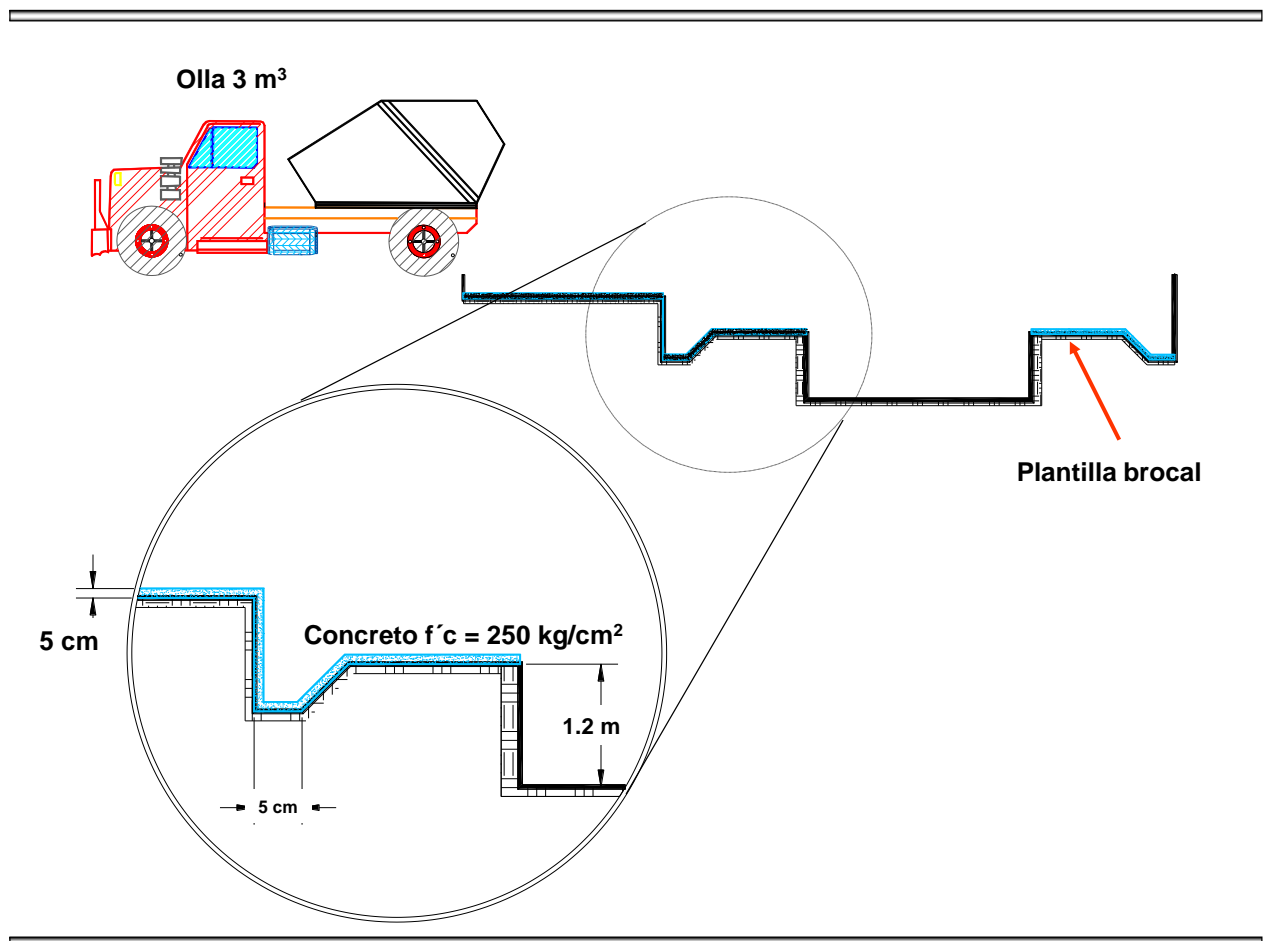 Olla 3 m³
Plantilla brocal
5 cm
Concreto f´c = 250 kg/cm²
1.2 m
5 cm